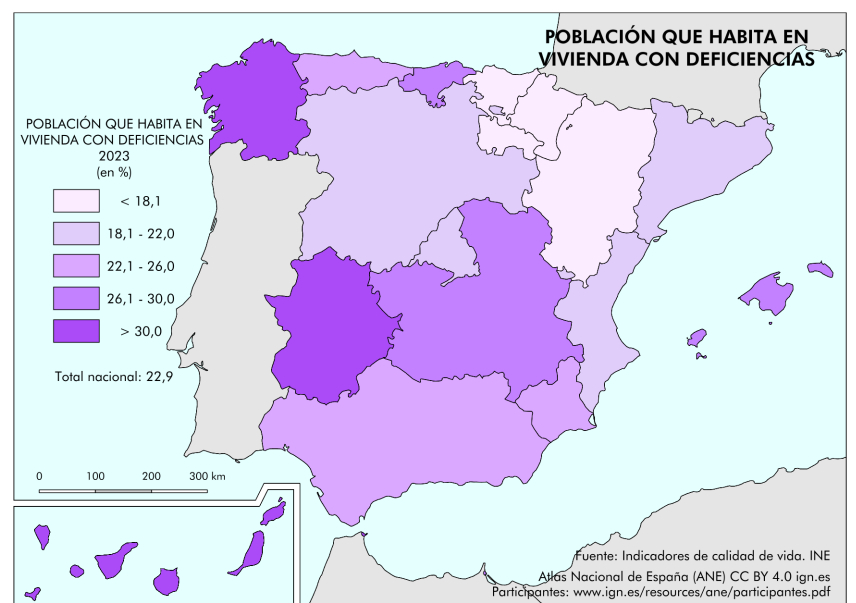 POBLACIÓN QUE HABITA EN
VIVIENDA CON DEFICIENCIAS
POBLACIÓN QUE HABITA EN
VIVIENDA CON DEFICIENCIAS
2023
(en %)
< 18,1
18,1 - 22,0
22,1 - 26,0
26,1 - 30,0
> 30,0
Total nacional: 22,9
0 100 200 300 km
Fuente: Indicadores de calidad de vida. INE
Atlas Nacional de España (ANE) CC BY 4.0 ign.es
Participantes: www.ign.es/resources/ane/participantes.pdf